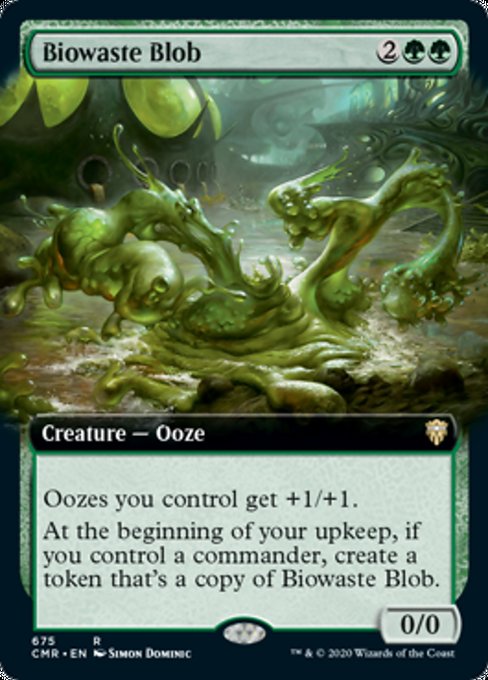 Biowaste Blob 2
Creature — Ooze
Oozes you control get +1/+1.
At the beginning of your upkeep, if
you control a commander, create a
token that's a copy of Biowaste Blob.
0/0
675 R
CMR • EN Simon Dominic ™ & © 2020 Wizards of the Coast